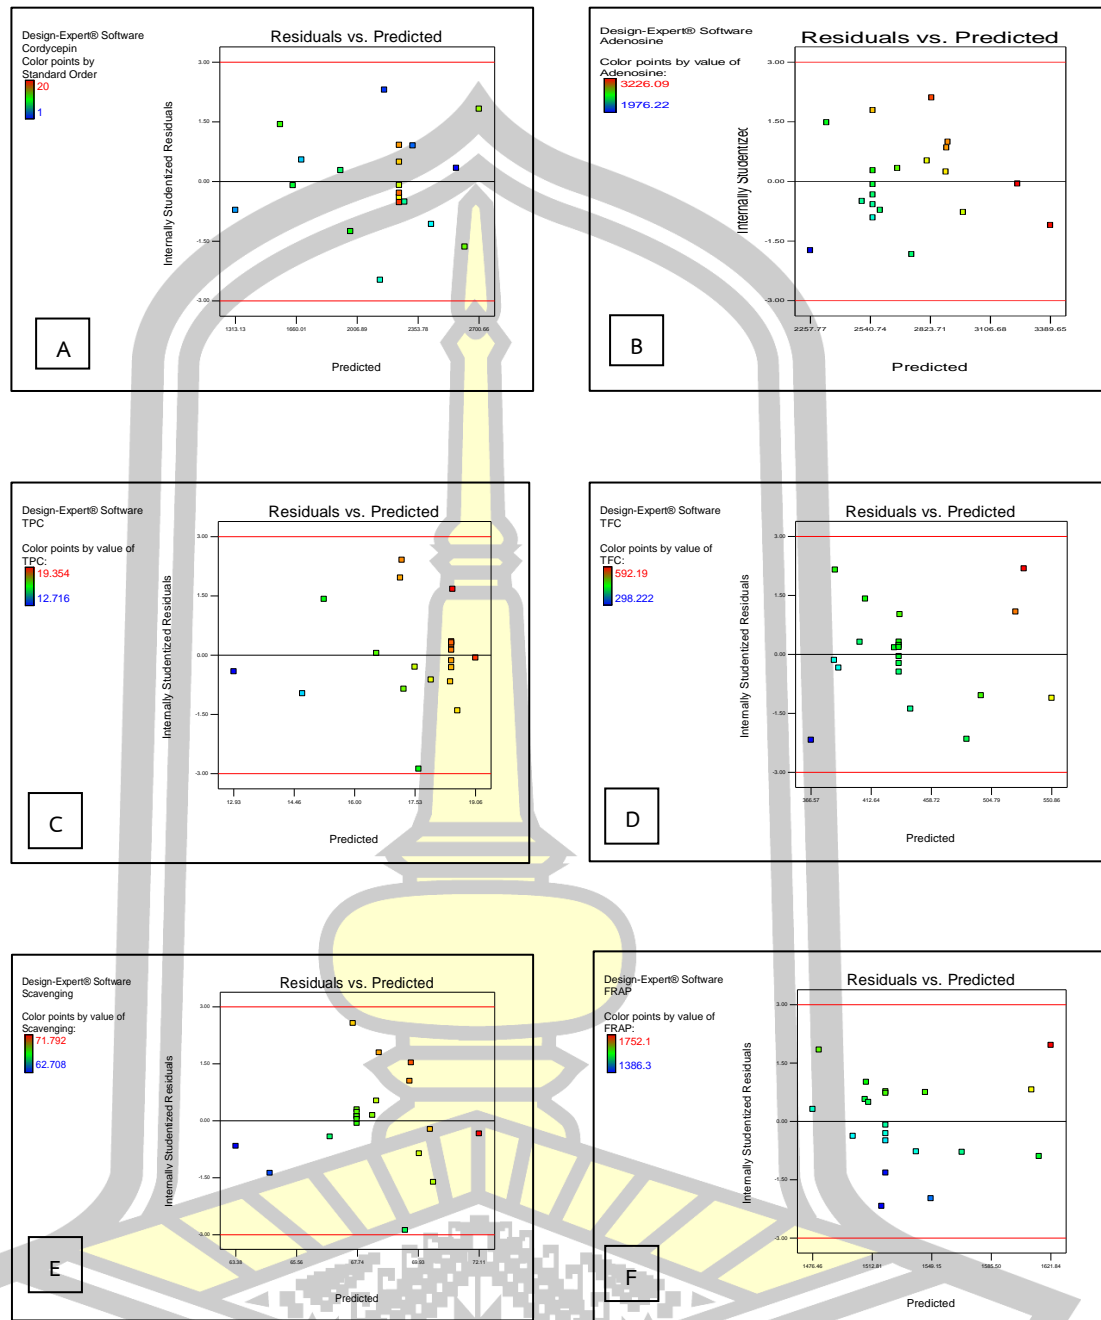 Design-Expert® Software
Cordycepin
Color points by
Standard Order
20
1
Residuals vs. Predicted
Internally Studentized Residuals
3.00
1.50
0.00
-1.50
-3.00
1313.13
1660.01
2006.89
2353.78
2700.66
Predicted
A
Design-Expert® Software
Adenosine
Color points by value of
Adenosine:
3226.09
1976.22
Residuals vs. Predicted
Internally Studentized
3.00
1.50
0.00
-1.50
-3.00
2257.77
2540.74
2823.71
3106.68
3389.65
Predicted
B
Design-Expert® Software
TPC
Color points by value of
TPC:
19.354
12.716
Residuals vs. Predicted
Internally Studentized Residuals
3.00
1.50
0.00
-1.50
-3.00
12.93
14.46
16.00
17.53
19.06
Predicted
C
Design-Expert® Software
TFC
Color points by value of
TFC:
592.19
298.222
Residuals vs. Predicted
Internally Studentized Residuals
3.00
1.50
0.00
-1.50
-3.00
366.57
412.64
458.72
504.79
550.86
Predicted
D
Design-Expert® Software
Scavenging
Color points by value of
Scavenging:
71.792
62.708
Residuals vs. Predicted
Internally Studentized Residuals
3.00
1.50
0.00
-1.50
-3.00
63.38
65.56
67.74
69.93
72.11
Predicted
E
Design-Expert® Software
FRAP
Color points by value of
FRAP:
1752.1
1386.3
Residuals vs. Predicted
Internally Studentized Residuals
3.00
1.50
0.00
-1.50
-3.00
1476.46
1512.81
1549.15
1585.50
1621.84
Predicted
F